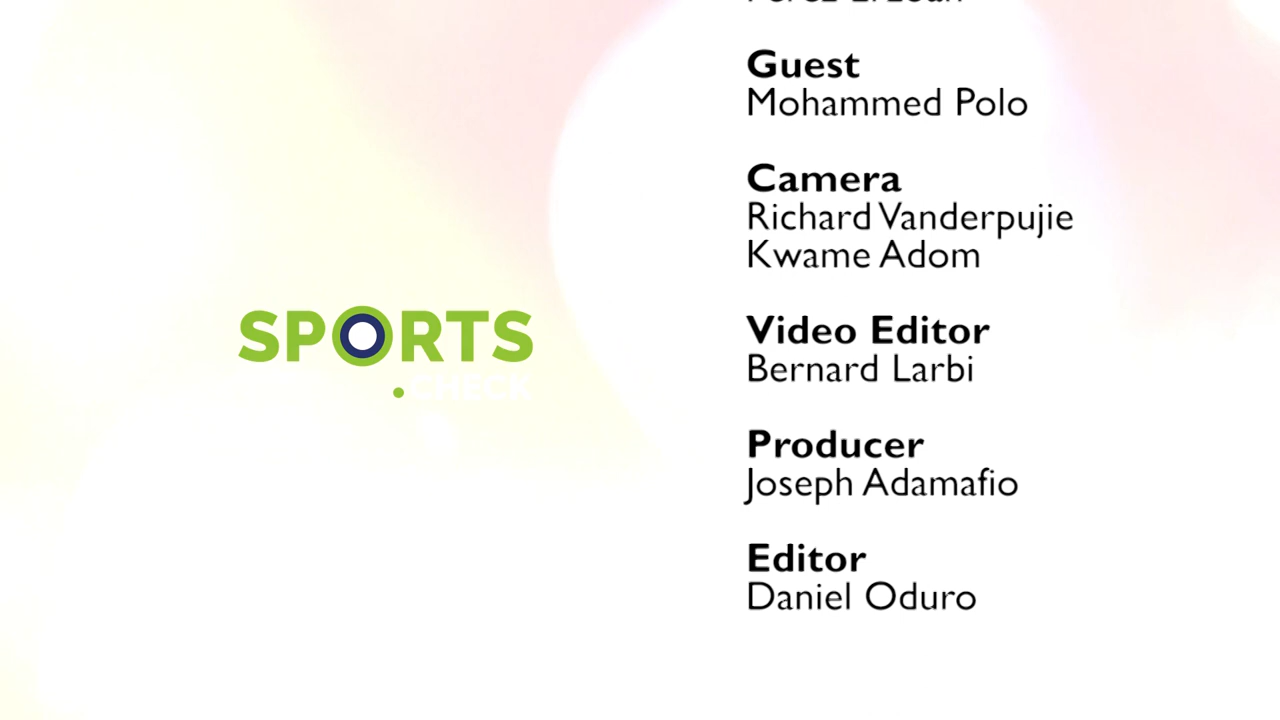 SPORTS
.CHECK
Guest
Mohammed Polo
Camera
Richard Vanderpujie
Kwame Adom
Video Editor
Bernard Larbi
Producer
Joseph Adamafio
Editor
Daniel Oduro